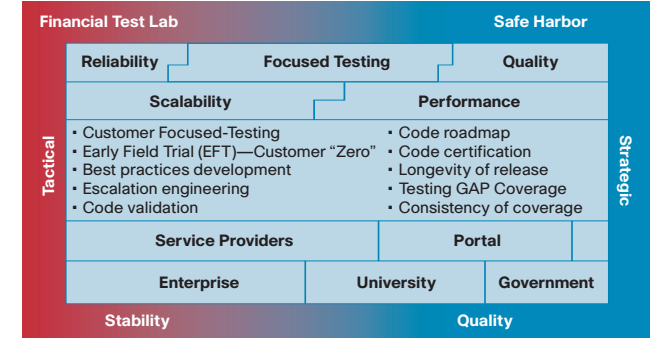 Financial Test Lab Safe Harbor
Reliability Focused Testing Quality
Scalability Performance
Tactical
▪ Customer Focused-Testing
▪ Early Field Trial (EFT)—Customer “Zero”
▪ Best practices development
▪ Escalation engineering
▪ Code validation
▪ Code roadmap
▪ Code certification
▪ Longevity of release
▪ Testing GAP Coverage
▪ Consistency of coverage
Strategic
Service Providers Portal
Enterprise University Government
Stability Quality